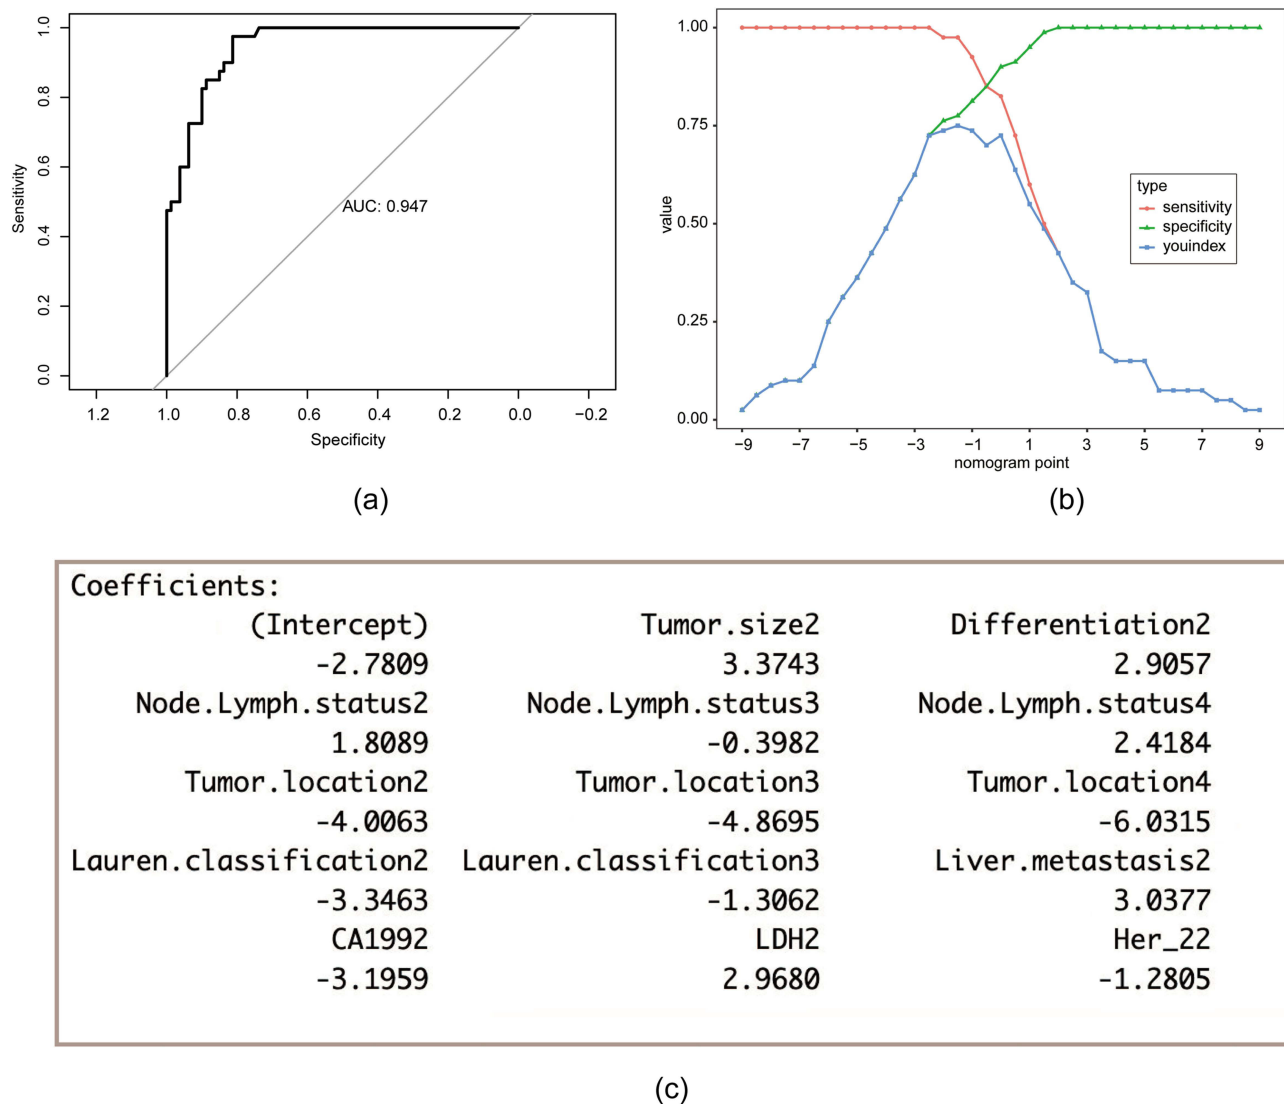 1.0
0.8
0.6
0.4
0.2
0.0
Sensitivity
AUC: 0.947
1.2 1.0 0.8 0.6 0.4 0.2 0.0 −0.2
Specificity
(a)
1.00
0.75
0.50
0.25
0.00
value
type
sensitivity
specificity
youindex
−9 −7 −5 −3 −1 1 3 5 7 9
nomogram point
(b)
Coefficients:
(Intercept) Tumor.size2 Differentiation2
-2.7809 3.3743 2.9057
Node.Lymph.status2 Node.Lymph.status3 Node.Lymph.status4
1.8089 -0.3982 2.4184
Tumor.location2 Tumor.location3 Tumor.location4
-4.0063 -4.8695 -6.0315
Lauren.classification2 Lauren.classification3 Liver.metastasis2
-3.3463 -1.3062 3.0377
CA1992 LDH2 Her_22
-3.1959 2.9680 -1.2805
(c)